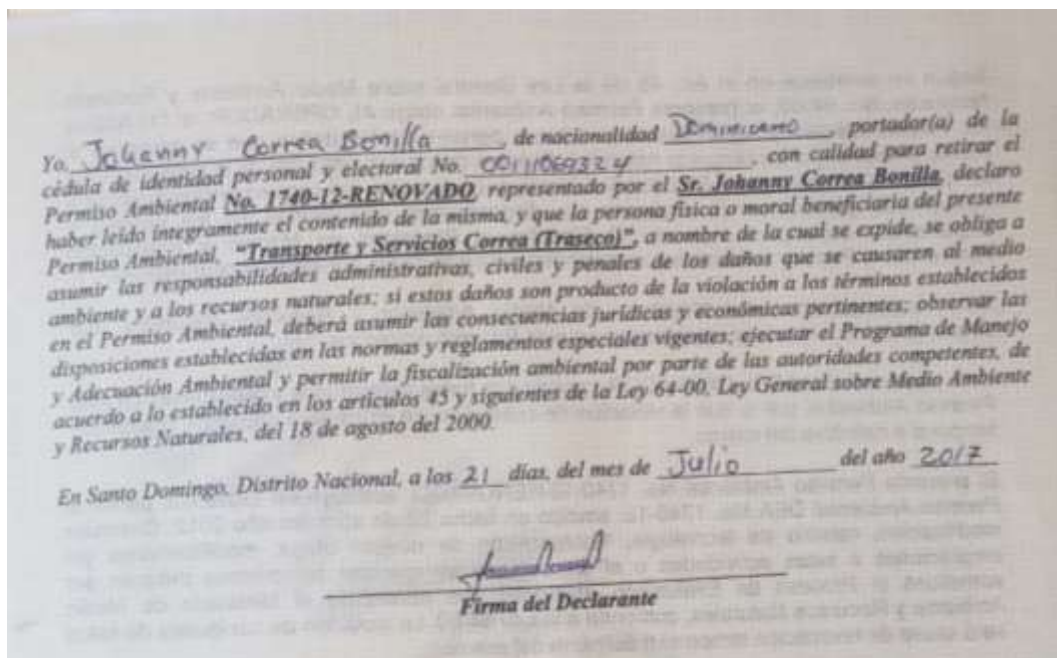 Yo, Johanny Correa Bonilla, de nacionalidad Dominicano, portador(a) de la
cédula de identidad personal y electoral No. 00111069324, con calidad para retirar el
Permiso Ambiental No. 1740-12-RENOVADO, representado por el Sr. Johanny Correa Bonilla, declaro
haber leído íntegramente el contenido de la misma, y que la persona física o moral beneficiaria del presente
Permiso Ambiental, "Transporte y Servicios Correa (Traseco)", a nombre de la cual se expide, se obliga a
asumir las responsabilidades administrativas, civiles y penales de los daños que se causaren al medio
ambiente y a los recursos naturales; si estos daños son producto de la violación a los términos establecidos
en el Permiso Ambiental, deberá asumir las consecuencias jurídicas y económicas pertinentes; observar las
disposiciones establecidas en las normas y reglamentos especiales vigentes; ejecutar el Programa de Manejo
y Adecuación Ambiental y permitir la fiscalización ambiental por parte de las autoridades competentes, de
acuerdo a lo establecido en los artículos 45 y siguientes de la Ley 64-00, Ley General sobre Medio Ambiente
y Recursos Naturales, del 18 de agosto del 2000.
En Santo Domingo, Distrito Nacional, a los 21 días, del mes de Julio del año 2017
Firma del Declarante